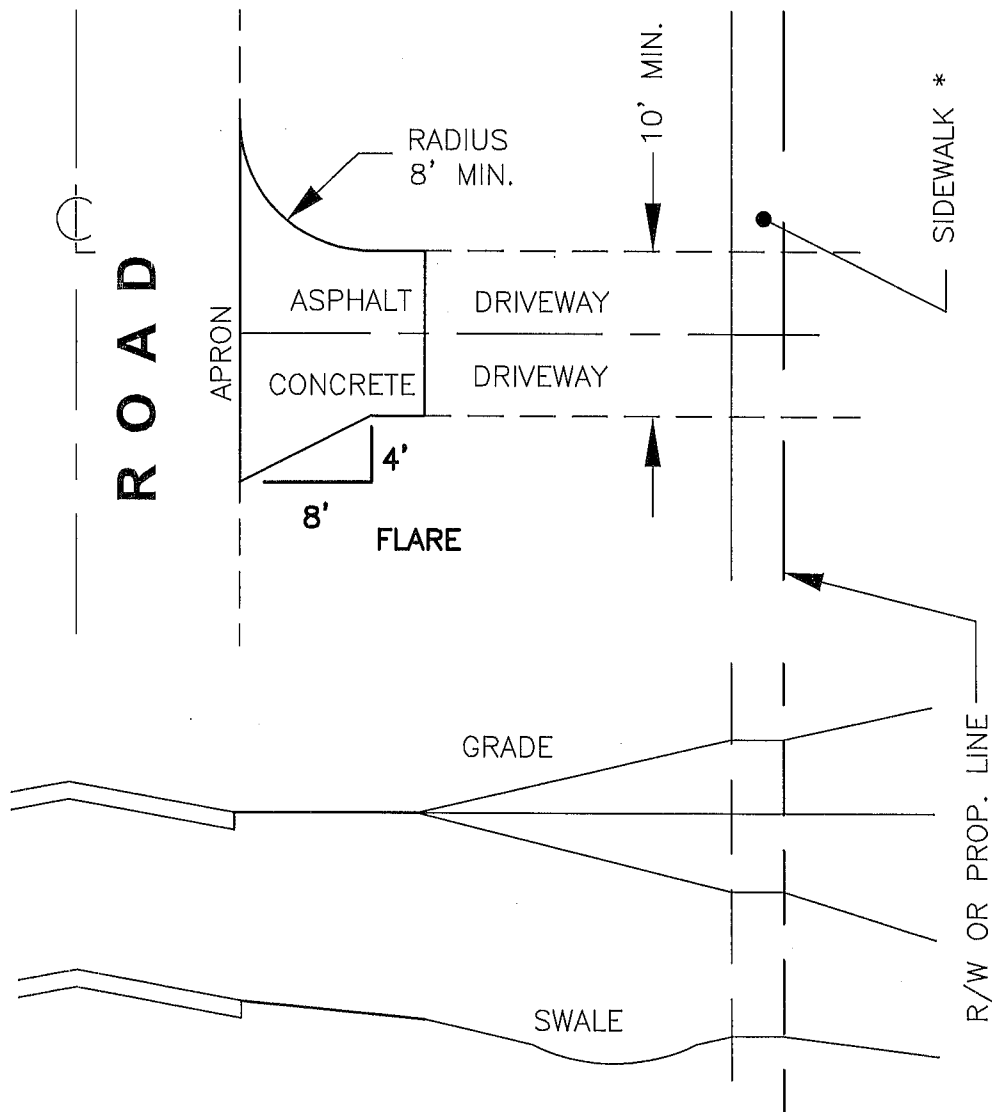 10' MIN.
SIDEWALK *
RADIUS
8' MIN.
ROAD
APRON
ASPHALT
DRIVEWAY
CONCRETE
DRIVEWAY
4'
8'
FLARE
GRADE
R/W OR PROP. LINE
SWALE